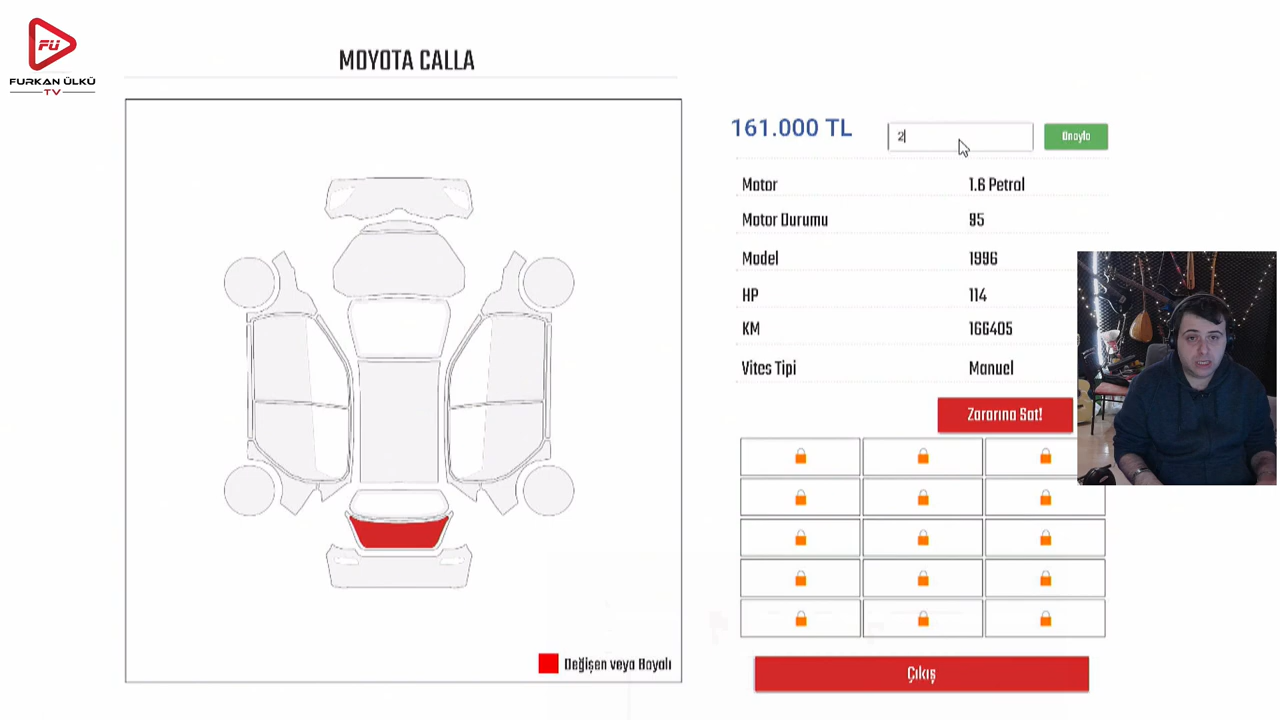 FU
FURKAN ÜLKÜ
TV
MOYOTA CALLA
161.000 TL
2
Onayla
Motor 1.6 Petrol
Motor Durumu 95
Model 1996
HP 114
KM 166405
Vites Tipi Manuel
Zararına Sat!
Değişen veya Boyalı
Çıkış